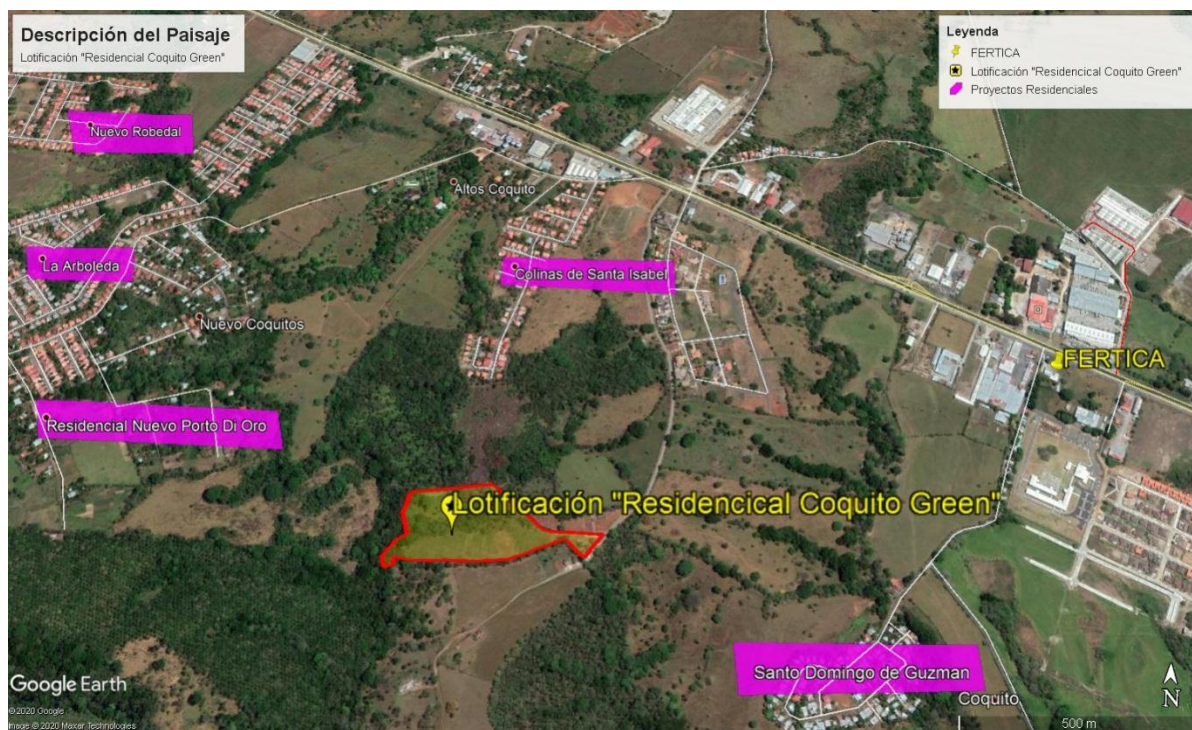 Descripción del Paisaje
Lotificación "Residencial Coquito Green"
Leyenda
FERTICA
Lotificación "Residencical Coquito Green"
Proyectos Residenciales
Nuevo Robedal
Altos Coquito
La Arboleda
Colinas de Santa Isabel
Nuevo Coquitos
FERTICA
Residencial Nuevo Porto Di Oro
Lotificación "Residencical Coquito Green"
Santo Domingo de Guzman
Coquito
Google Earth
©2020 Google
Image © 2020 Maxar Technologies
N
500 m